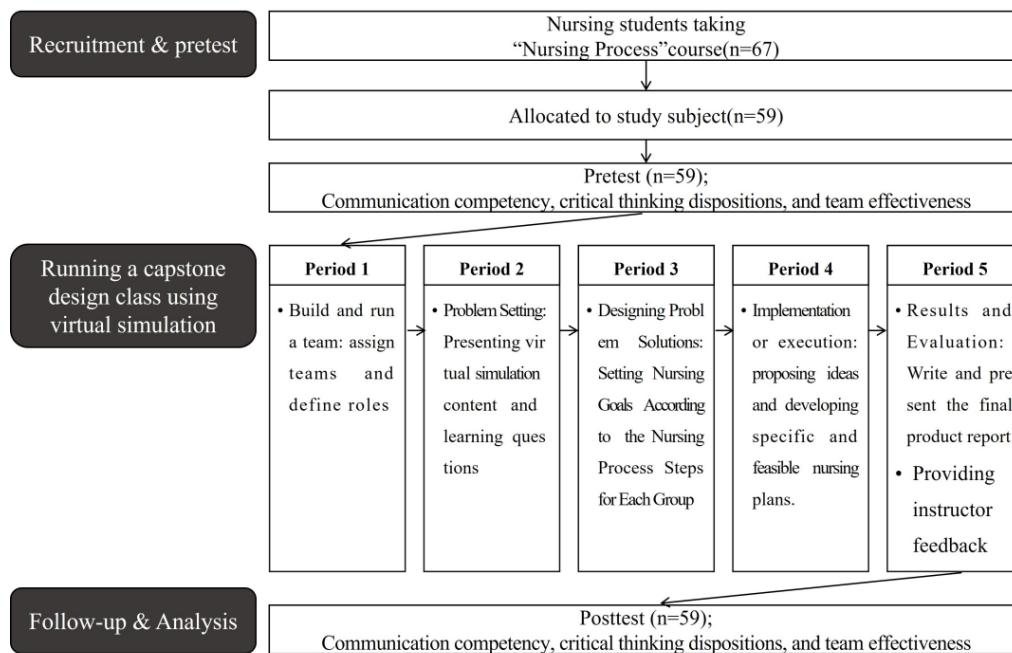 Recruitment & pretest
Nursing students taking
“Nursing Process”course(n=67)
Allocated to study subject(n=59)
Pretest (n=59);
Communication competency, critical thinking dispositions, and team effectiveness
Running a capstone
design class using
virtual simulation
Period 1
• Build and run
a team: assign
teams and
define roles
Period 2
• Problem Setting:
Presenting vir
tual simulation
content and
learning ques
tions
Period 3
• Designing Probl
em Solutions:
Setting Nursing
Goals According
to the Nursing
Process Steps
for Each Group
Period 4
• Implementation
or execution:
proposing ideas
and developing
specific and
feasible nursing
plans.
Period 5
• Results and
Evaluation:
Write and pre
sent the final
product report
• Providing
instructor
feedback
Follow-up & Analysis
Posttest (n=59);
Communication competency, critical thinking dispositions, and team effectiveness